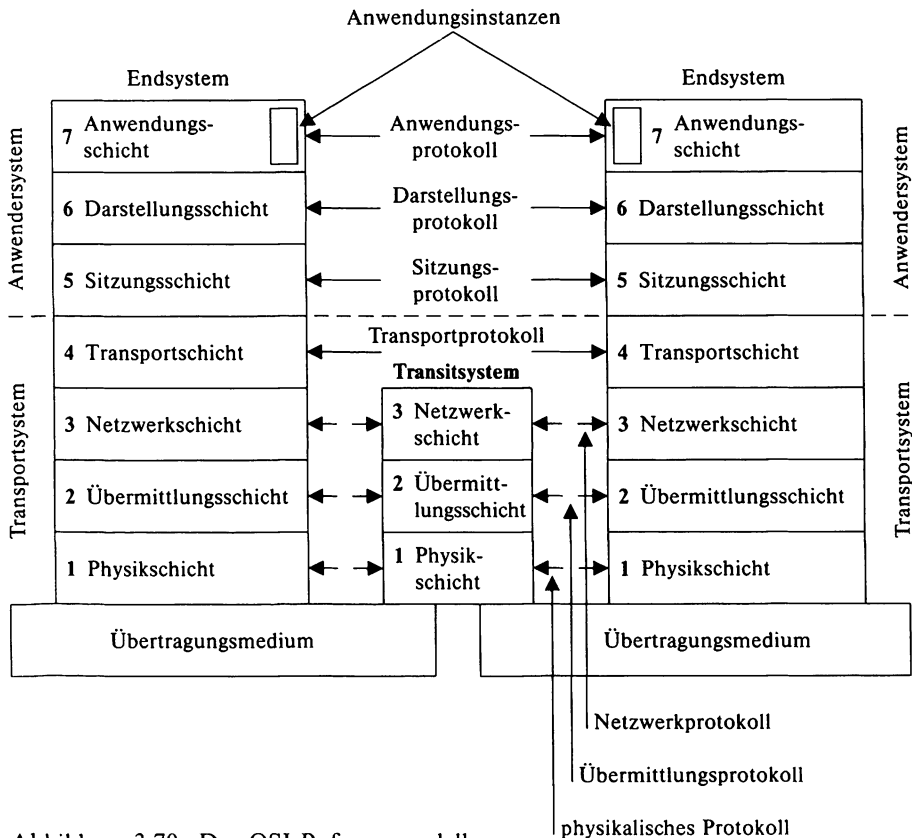 Anwendungsinstanzen
Endsystem
Endsystem
Anwendersystem
7 Anwendungs-
schicht
Anwendungs-
protokoll
7 Anwendungs-
schicht
Anwendersystem
6 Darstellungsschicht
Darstellungs-
protokoll
6 Darstellungsschicht
5 Sitzungsschicht
Sitzungs-
protokoll
5 Sitzungsschicht
Transportsystem
4 Transportschicht
Transportprotokoll
4 Transportschicht
Transportsystem
Transitsystem
3 Netzwerkschicht
3 Netzwerk-
schicht
3 Netzwerkschicht
2 Übermittlungsschicht
2 Übermitt-
lungsschicht
2 Übermittlungsschicht
1 Physikschicht
1 Physik-
schicht
1 Physikschicht
Übertragungsmedium
Übertragungsmedium
Netzwerkprotokoll
Übermittlungsprotokoll
physikalisches Protokoll